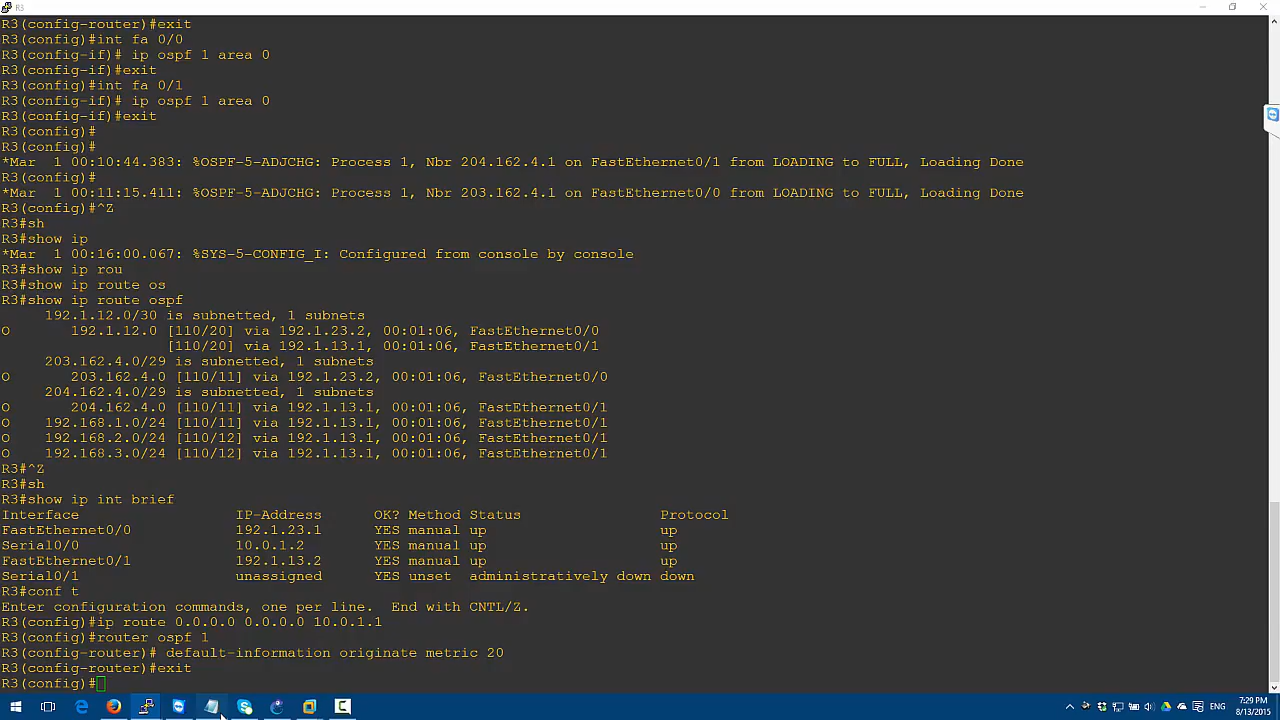 R3
R3(config-router)#exit
R3(config)#int fa 0/0
R3(config-if)# ip ospf 1 area 0
R3(config-if)#exit
R3(config)#int fa 0/1
R3(config-if)# ip ospf 1 area 0
R3(config-if)#exit
R3(config)#
R3(config)#
*Mar  1 00:10:44.383: %OSPF-5-ADJCHG: Process 1, Nbr 204.162.4.1 on FastEthernet0/1 from LOADING to FULL, Loading Done
R3(config)#
*Mar  1 00:11:15.411: %OSPF-5-ADJCHG: Process 1, Nbr 203.162.4.1 on FastEthernet0/0 from LOADING to FULL, Loading Done
R3(config)#^Z
R3#sh
R3#show ip
*Mar  1 00:16:00.067: %SYS-5-CONFIG_I: Configured from console by console
R3#show ip rou
R3#show ip route os
R3#show ip route ospf
     192.1.12.0/30 is subnetted, 1 subnets
O       192.1.12.0 [110/20] via 192.1.23.2, 00:01:06, FastEthernet0/0
                   [110/20] via 192.1.13.1, 00:01:06, FastEthernet0/1
     203.162.4.0/29 is subnetted, 1 subnets
O       203.162.4.0 [110/11] via 192.1.23.2, 00:01:06, FastEthernet0/0
     204.162.4.0/29 is subnetted, 1 subnets
O       204.162.4.0 [110/11] via 192.1.13.1, 00:01:06, FastEthernet0/1
O    192.168.1.0/24 [110/11] via 192.1.13.1, 00:01:06, FastEthernet0/1
O    192.168.2.0/24 [110/12] via 192.1.13.1, 00:01:06, FastEthernet0/1
O    192.168.3.0/24 [110/12] via 192.1.13.1, 00:01:06, FastEthernet0/1
R3#^Z
R3#sh
R3#show ip int brief
Interface                  IP-Address      OK? Method Status                Protocol
FastEthernet0/0            192.1.23.1      YES manual up                    up
Serial0/0                  10.0.1.2        YES manual up                    up
FastEthernet0/1            192.1.13.2      YES manual up                    up
Serial0/1                  unassigned      YES unset  administratively down down
R3#conf t
Enter configuration commands, one per line.  End with CNTL/Z.
R3(config)#ip route 0.0.0.0 0.0.0.0 10.0.1.1
R3(config)#router ospf 1
R3(config-router)# default-information originate metric 20
R3(config-router)#exit
R3(config)#
ENG
7:29 PM
8/13/2015